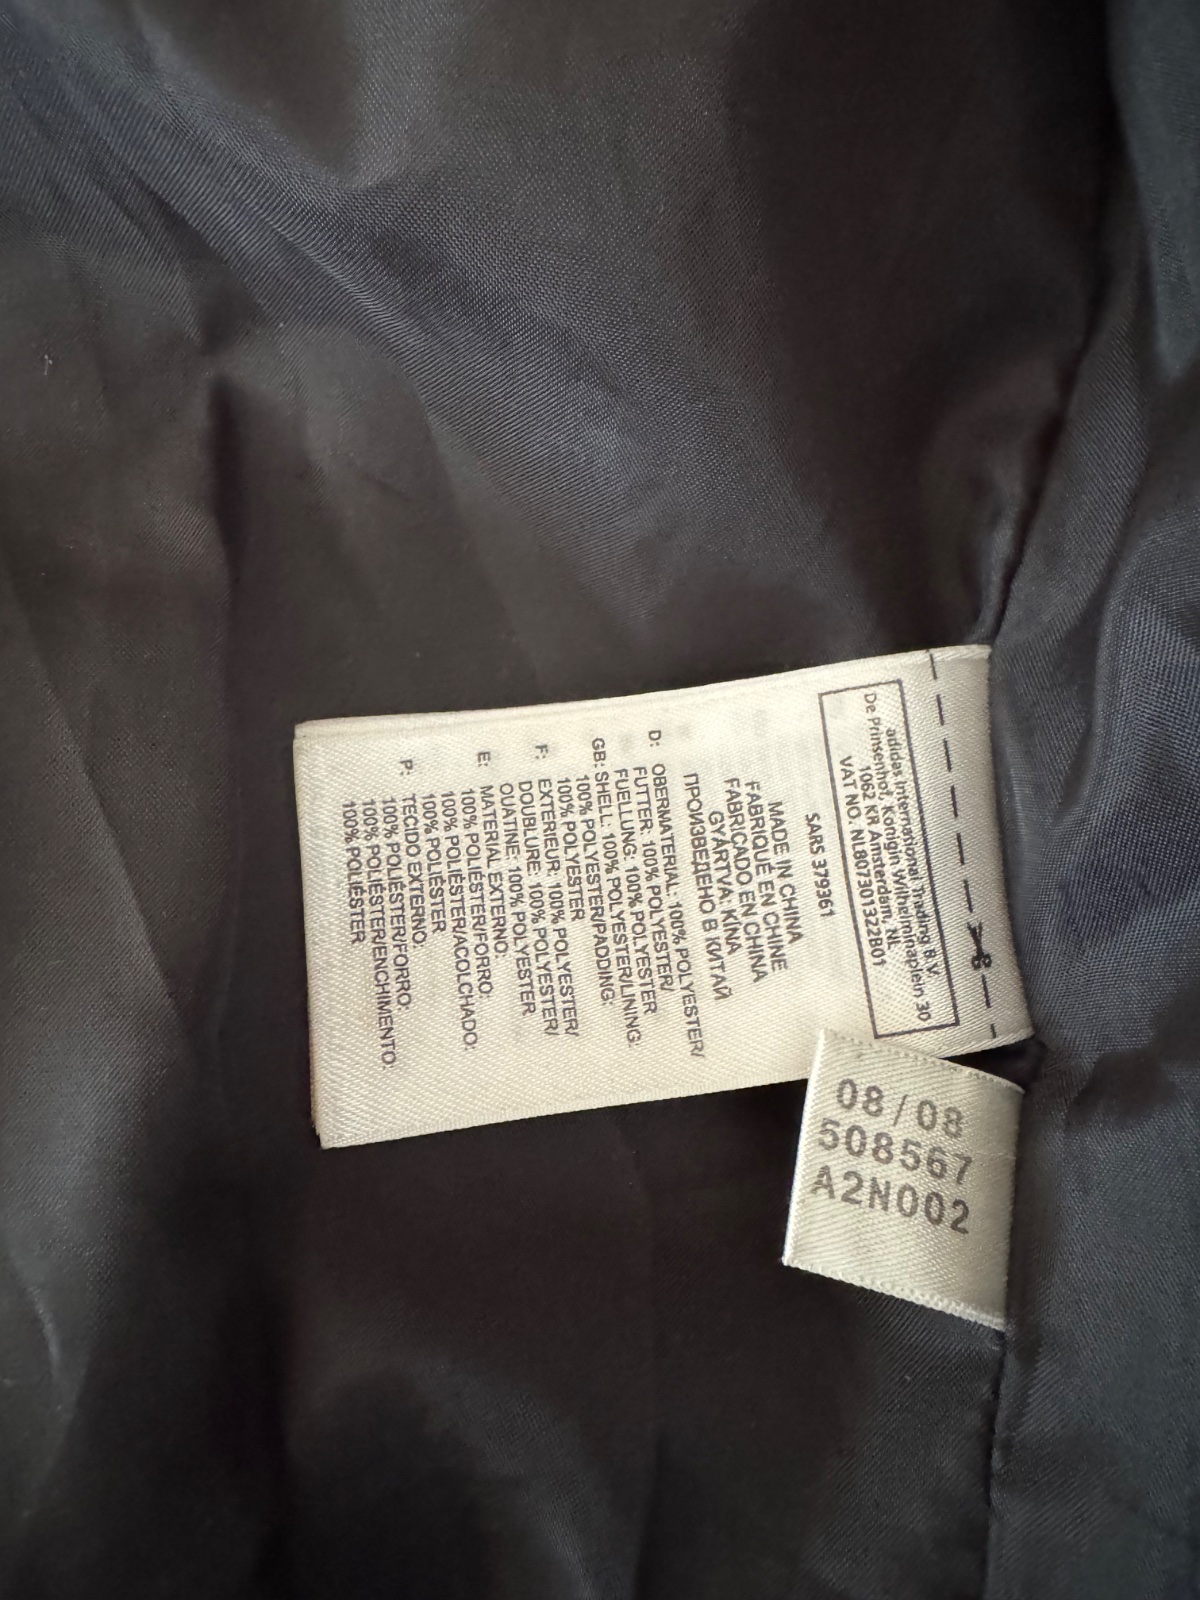 adidas International Trading B.V.
De Prinsenhof, Koningin Wilhelminaplein 30
1062 KR Amsterdam, NL
VAT NO. NL807301322B01
SARS 379361
MADE IN CHINA
FABRIQUÉ EN CHINE
FABRICADO EN CHINA
GYÁRTVA: KÍNA
ПРОИЗВЕДЕНО В КИТАЙ
D: OBERMATERIAL: 100% POLYESTER/
FUTTER: 100% POLYESTER/
FUELLUNG: 100% POLYESTER
GB: SHELL: 100% POLYESTER/LINING:
100% POLYESTER/PADDING:
100% POLYESTER
F: EXTERIEUR: 100% POLYESTER/
DOUBLURE: 100% POLYESTER/
OUATINE: 100% POLYESTER
E: MATERIAL EXTERNO:
100% POLIÉSTER/FORRO:
100% POLIÉSTER/ACOLCHADO:
100% POLIÉSTER
P: TECIDO EXTERNO:
100% POLIÉSTER/FORRO:
100% POLIÉSTER/ENCHIMENTO:
100% POLIÉSTER
08/08
508567
A2N002